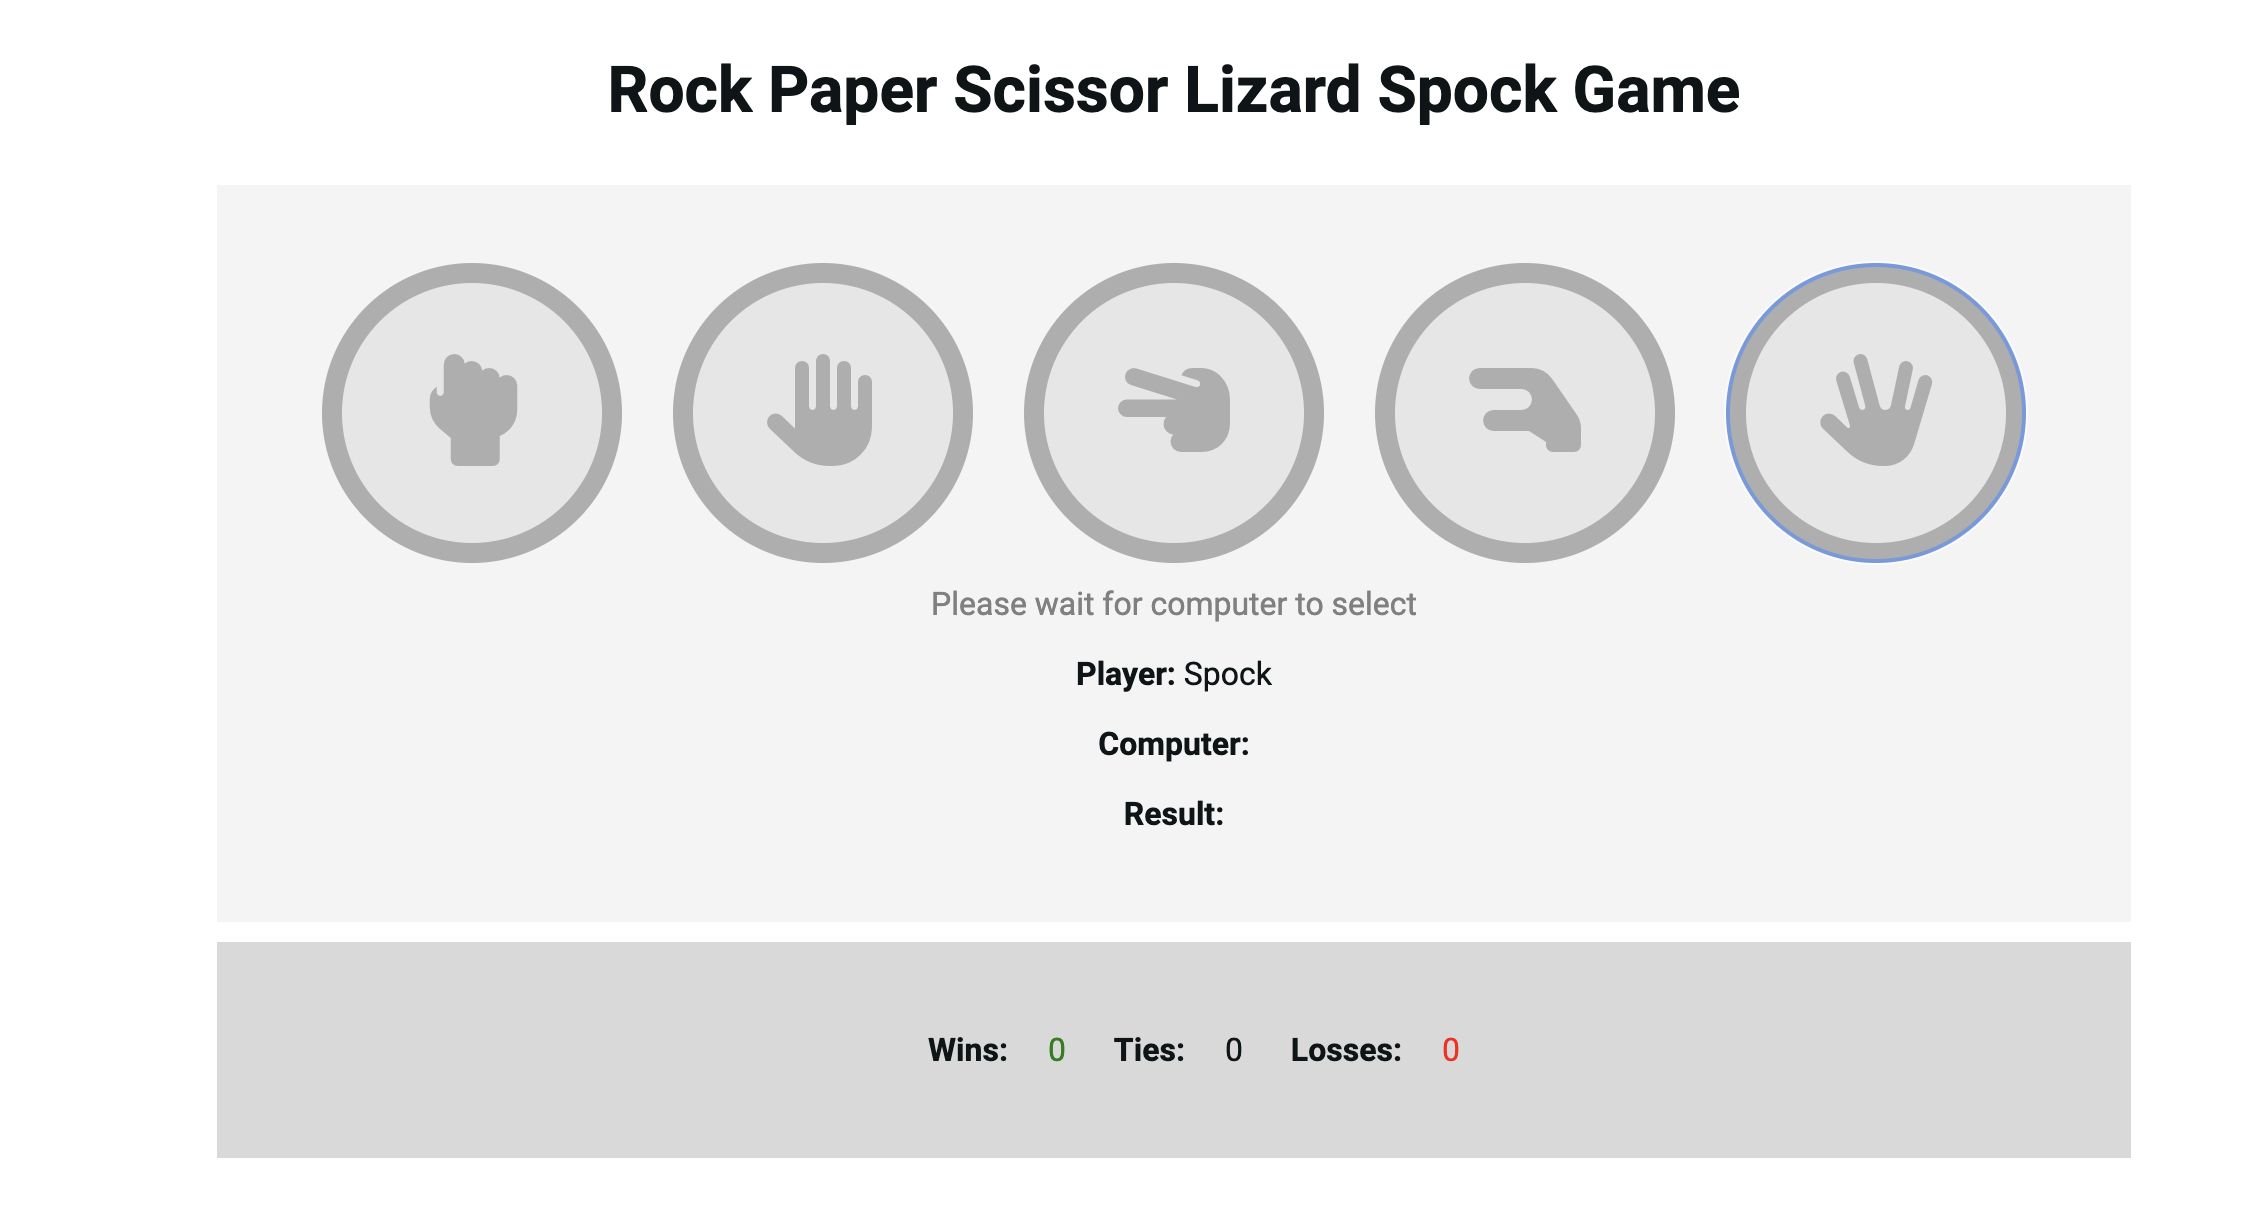 Rock Paper Scissor Lizard Spock Game
Please wait for computer to select
Player: Spock
Computer:
Result:
Wins: 0 Ties: 0 Losses: 0